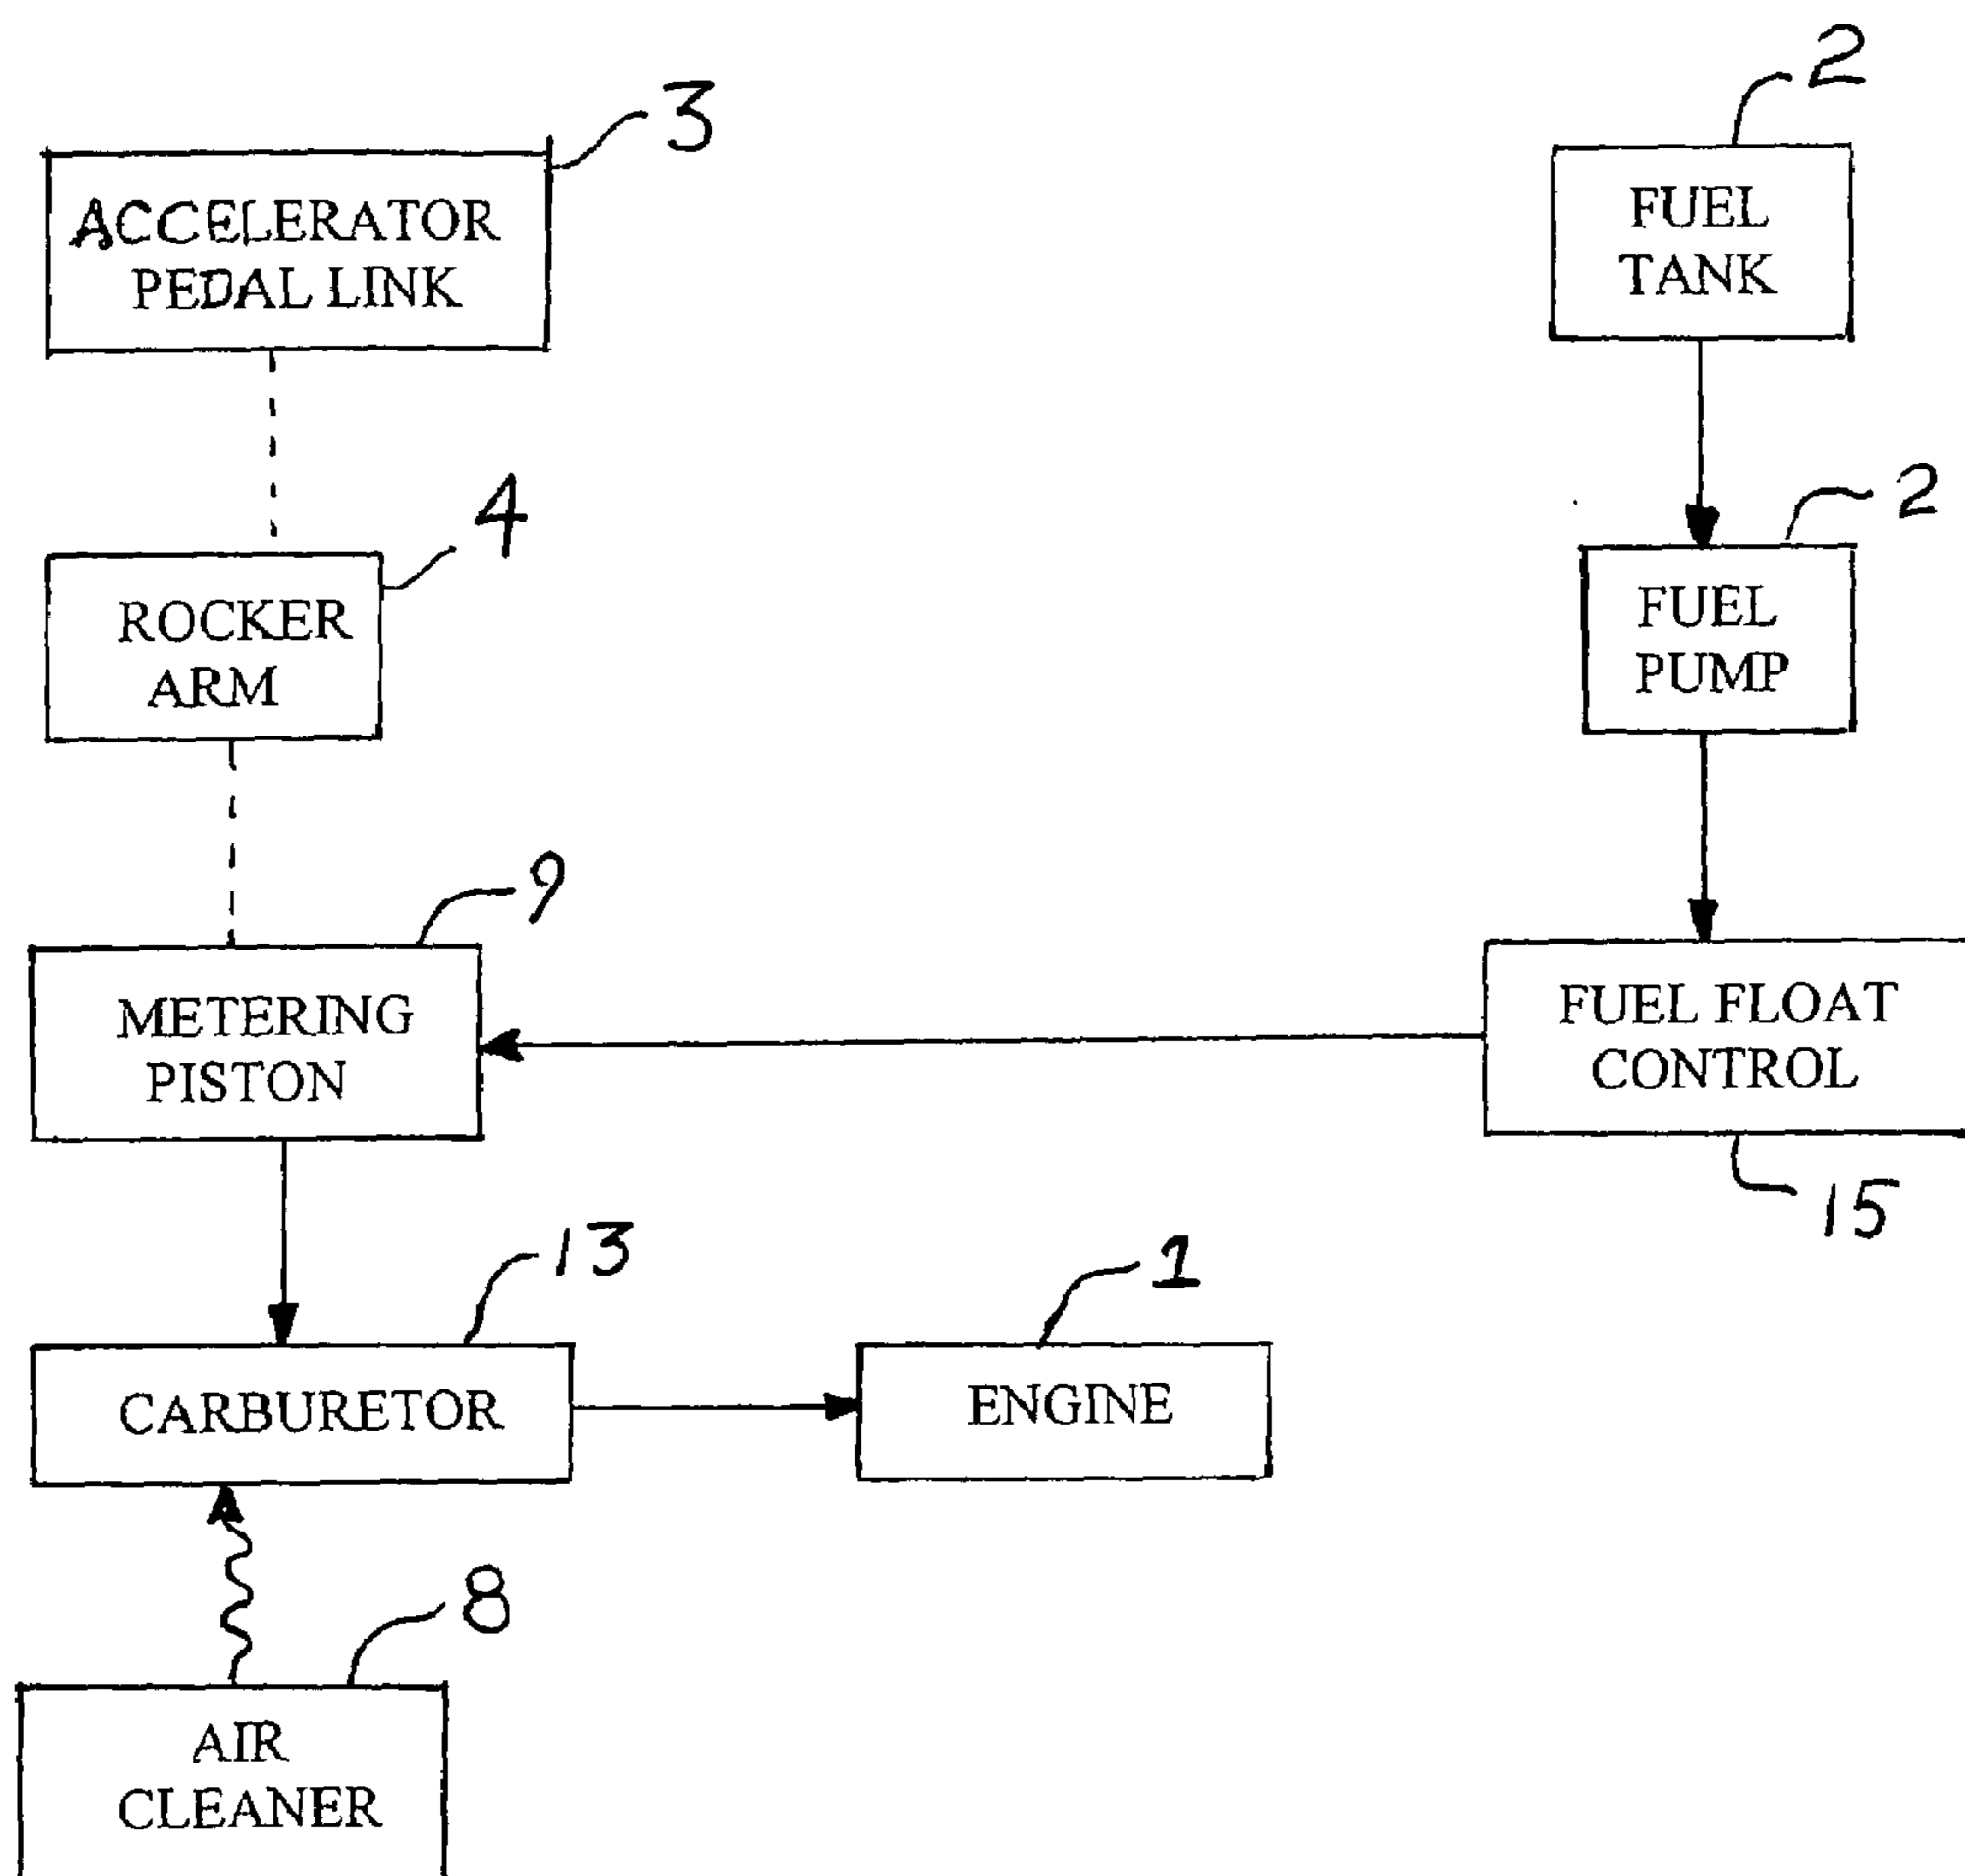 3
ACCELERATOR
PEDAL LINK
2
FUEL
TANK
4
ROCKER
ARM
2
FUEL
PUMP
9
METERING
PISTON
FUEL FLOAT
CONTROL
15
13
CARBURETOR
1
ENGINE
8
AIR
CLEANER